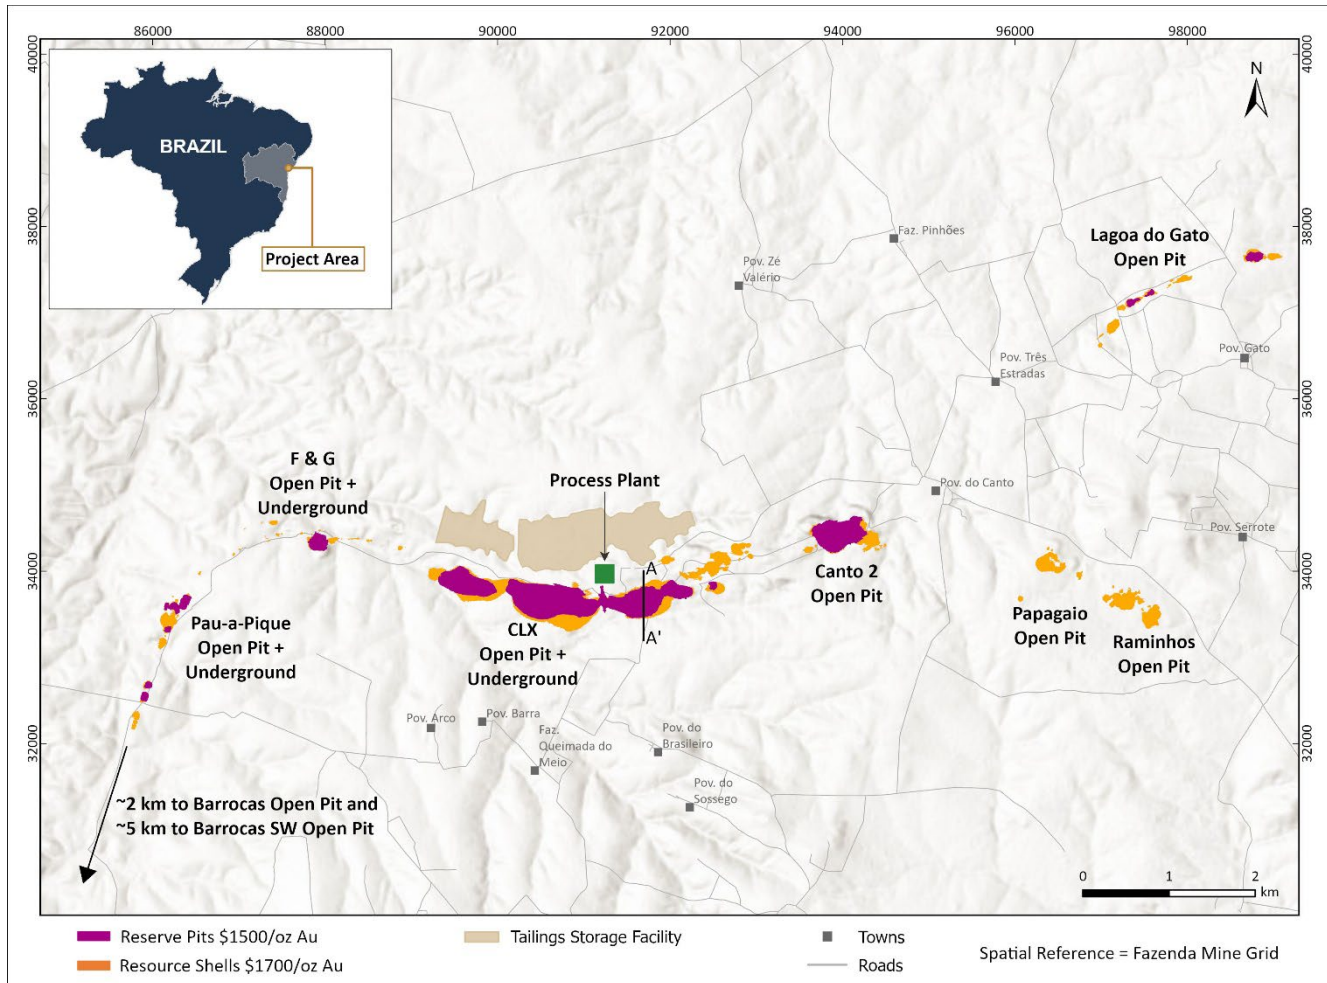 86000
88000
90000
92000
94000
96000
98000
40000
40000
N
BRAZIL
Project Area
38000
38000
Faz. Pinhões
Lagoa do Gato
Open Pit
Pov. Zé
Valério
Pov. Três
Estradas
Pov. Gato
36000
36000
F & G
Open Pit +
Underground
Process Plant
Pov. do Canto
Pov. Serrote
34000
34000
A
A'
Canto 2
Open Pit
Papagaio
Open Pit
Raminhos
Open Pit
Pau-a-Pique
Open Pit +
Underground
CLX
Open Pit +
Underground
Pov. Arco
Pov. Barra
Faz.
Queimada do
Meio
Pov. do
Brasileiro
Pov. do
Sossego
32000
32000
~2 km to Barrocas Open Pit and
~5 km to Barrocas SW Open Pit
0
1
2
km
Reserve Pits $1500/oz Au
Resource Shells $1700/oz Au
Tailings Storage Facility
Towns
Roads
Spatial Reference = Fazenda Mine Grid